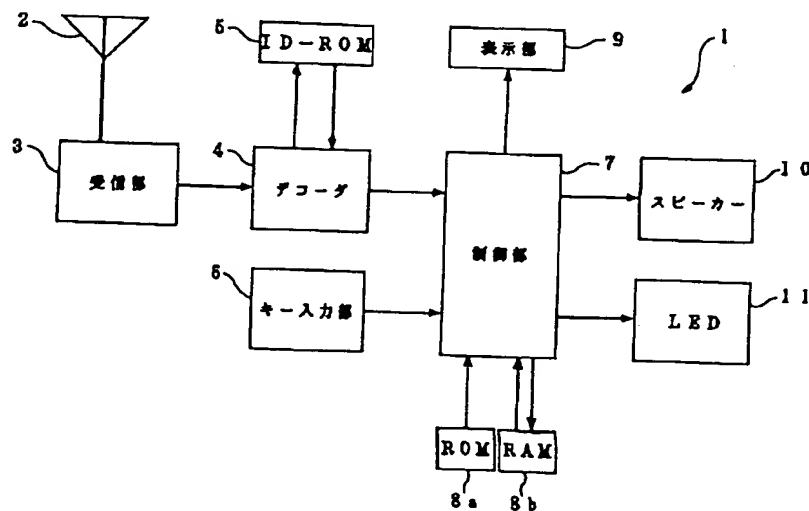 2
5
ID-ROM
表示部
9
1
3
受信部
4
デコーダ
7
制御部
10
スピーカー
6
キー入力部
11
LED
ROM
RAM
8a
8b